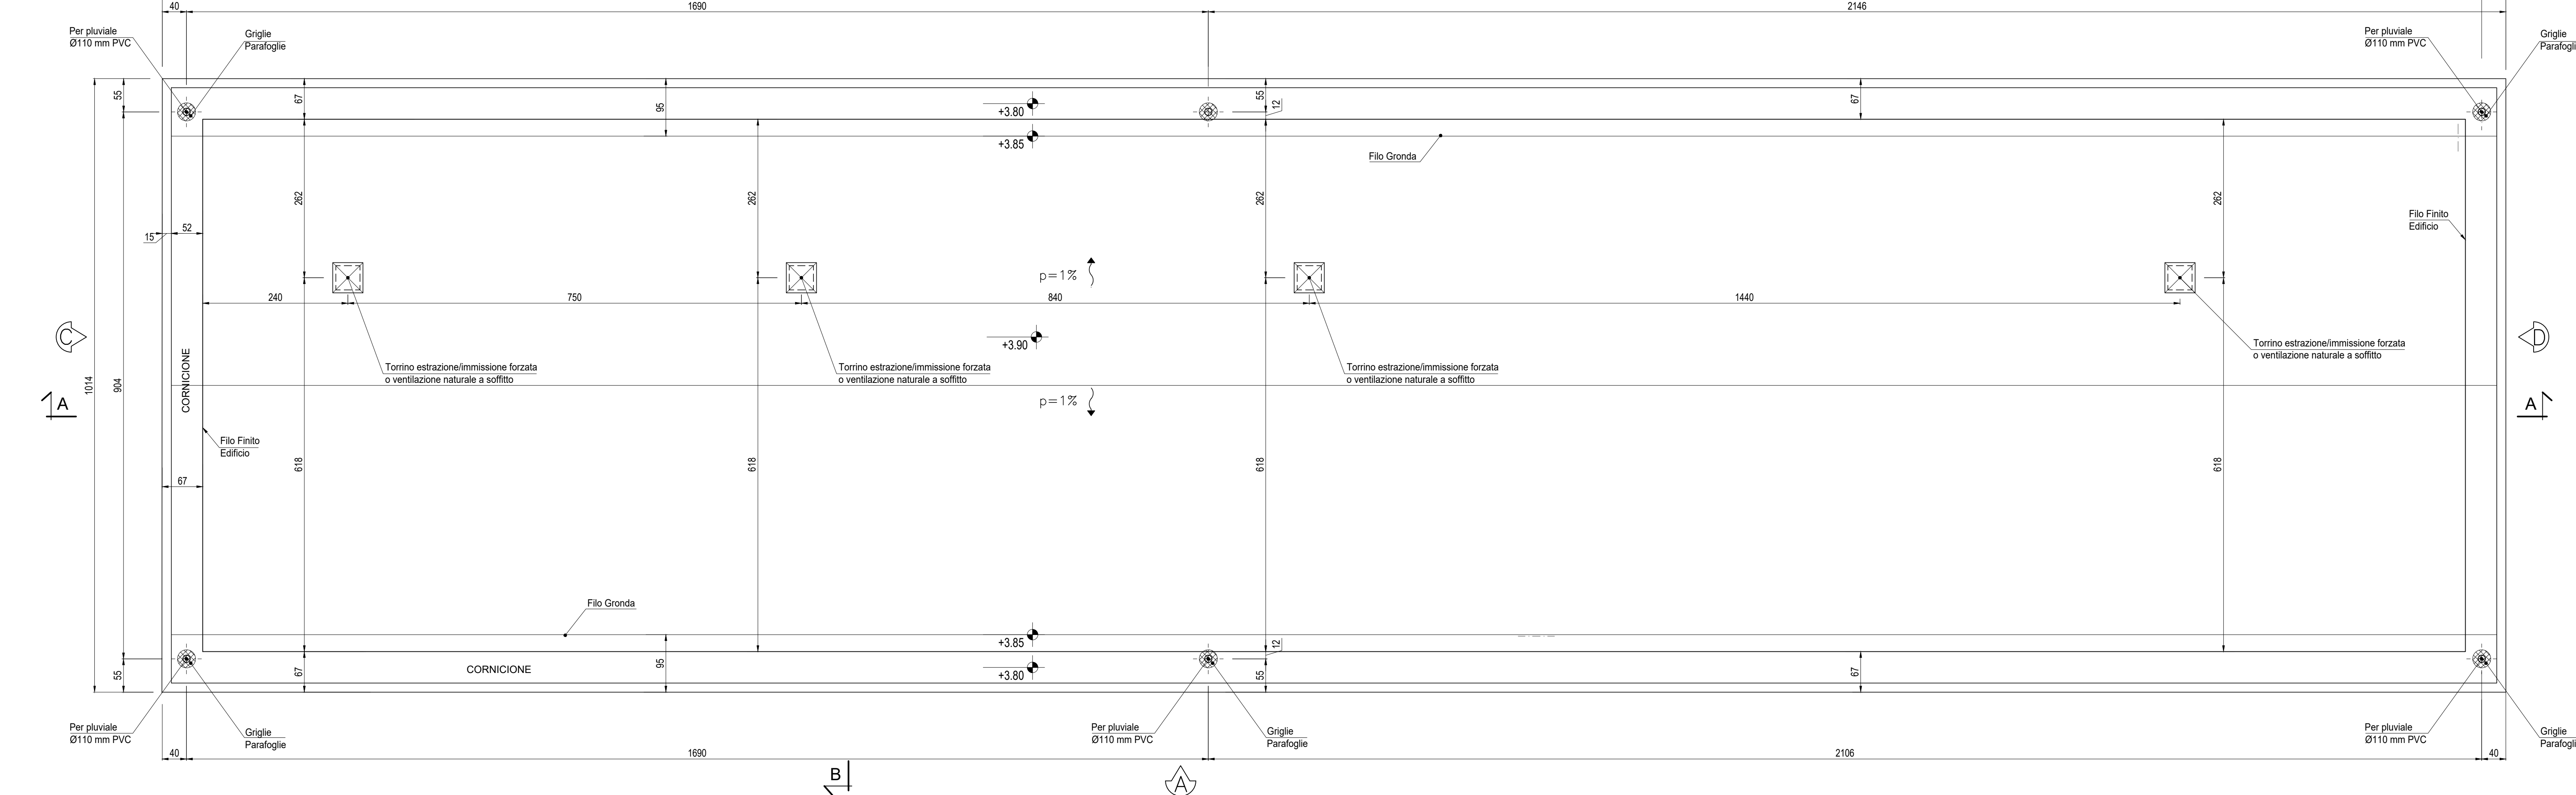 40
1690
2146
Per pluviale
Ø110 mm PVC
Griglie
Parafoglie
Per pluviale
Ø110 mm PVC
Griglie
55
67
95
+3.80
55
12
67
+3.85
Filo Gronda
262
262
262
262
15
52
Filo Finito
Edificio
p=1%
240
750
840
1440
C
+3.90
D
Torrino estrazione/immissione forzata
o ventilazione naturale a soffitto
Torrino estrazione/immissione forzata
o ventilazione naturale a soffitto
Torrino estrazione/immissione forzata
o ventilazione naturale a soffitto
Torrino estrazione/immissione forzata
o ventilazione naturale a soffitto
1014
904
CORNICIONE
A
p=1%
A
Filo Finito
Edificio
618
618
618
618
67
Filo Gronda
+3.85
12
55
67
CORNICIONE
95
+3.80
55
67
Per pluviale
Ø110 mm PVC
Griglie
Parafoglie
Per pluviale
Ø110 mm PVC
Griglie
Parafoglie
Per pluviale
Ø110 mm PVC
Griglie
40
1690
2106
40
B
A